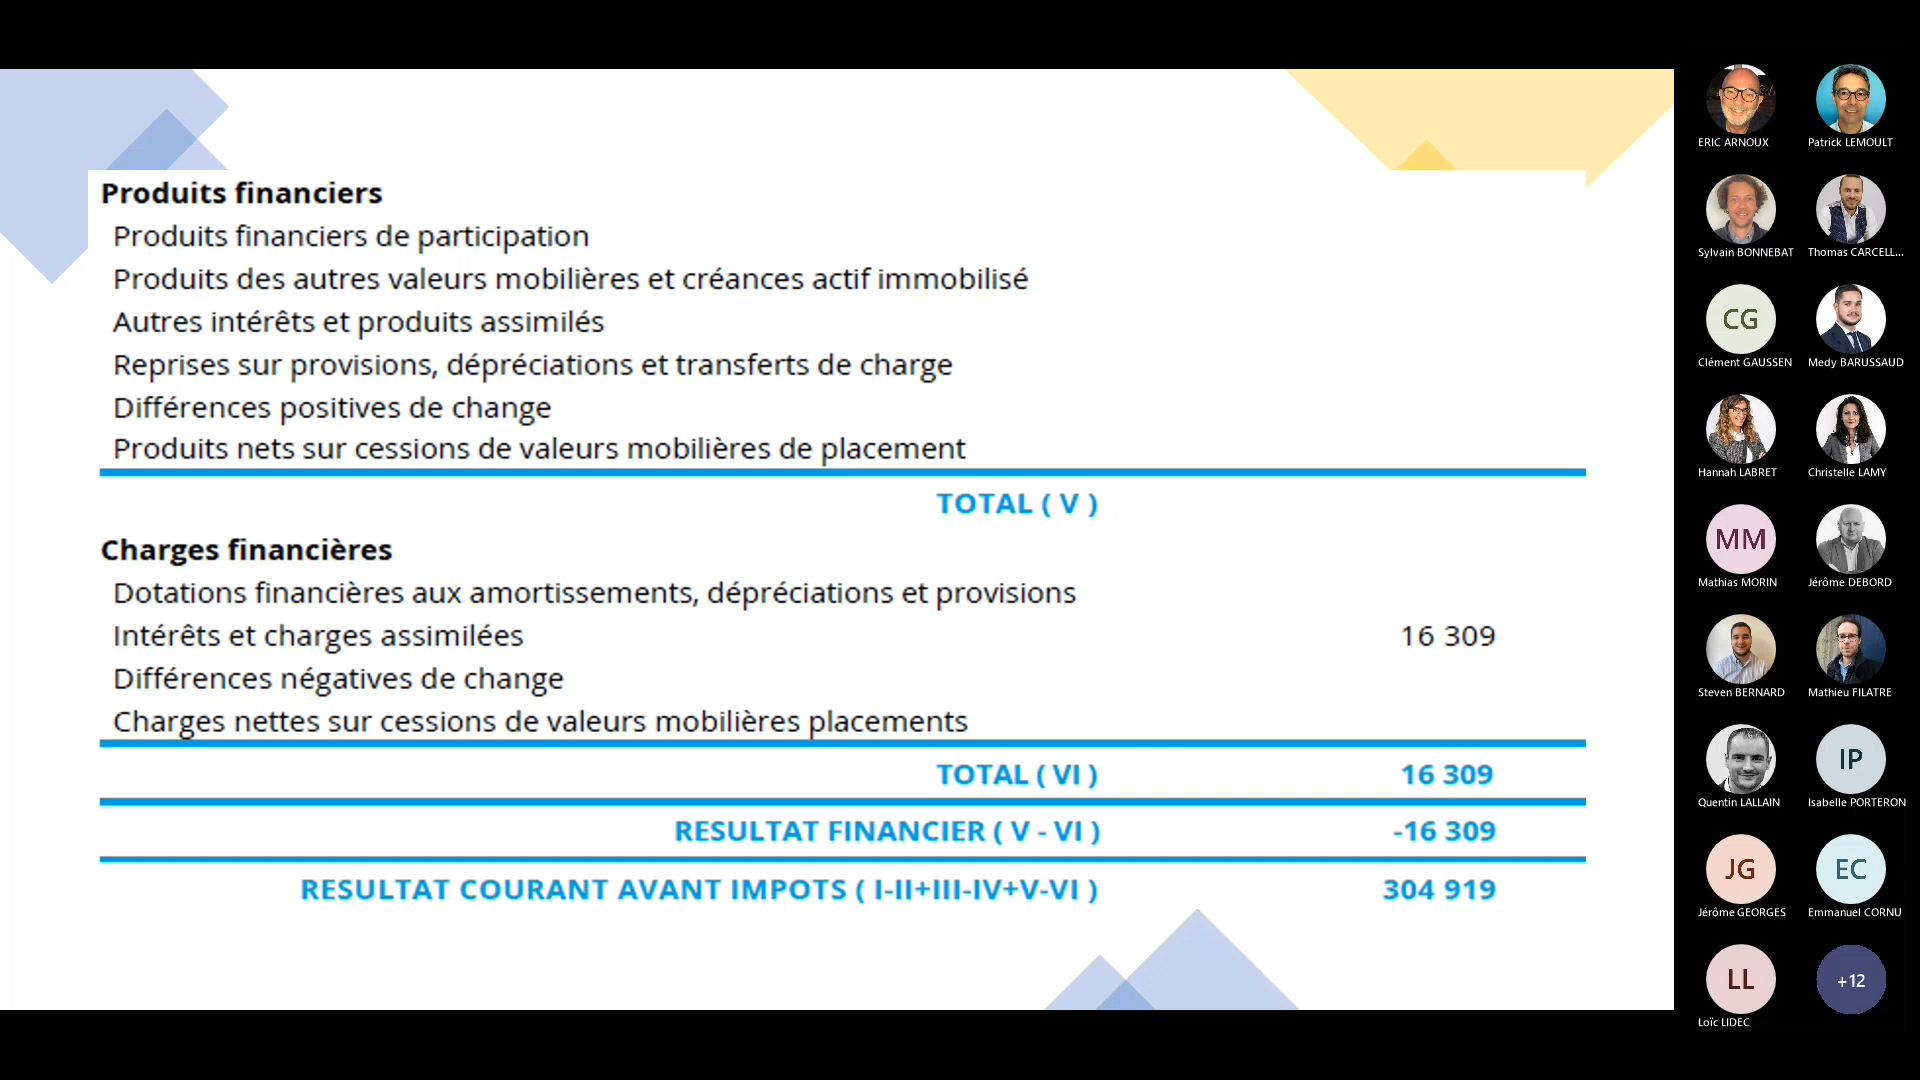 Produits financiers
Produits financiers de participation
Produits des autres valeurs mobilières et créances actif immobilisé
Autres intérêts et produits assimilés
Reprises sur provisions, dépréciations et transferts de charge
Différences positives de change
Produits nets sur cessions de valeurs mobilières de placement
TOTAL ( V )
Charges financières
Dotations financières aux amortissements, dépréciations et provisions
Intérêts et charges assimilées 16 309
Différences négatives de change
Charges nettes sur cessions de valeurs mobilières placements
TOTAL ( VI ) 16 309
RESULTAT FINANCIER ( V - VI ) -16 309
RESULTAT COURANT AVANT IMPOTS ( I-II+III-IV+V-VI ) 304 919
ERIC ARNOUX
Patrick LEMOULT
Sylvain BONNEBAT
Thomas CARCELL...
CG
Clément GAUSSEN
Medy BARUSSAUD
Hannah LABRET
Christelle LAMY
MM
Mathias MORIN
Jérôme DEBORD
Steven BERNARD
Mathieu FILATRE
Quentin LALLAIN
IP
Isabelle PORTERON
JG
Jérôme GEORGES
EC
Emmanuel CORNU
LL
Loïc LIDEC
+12